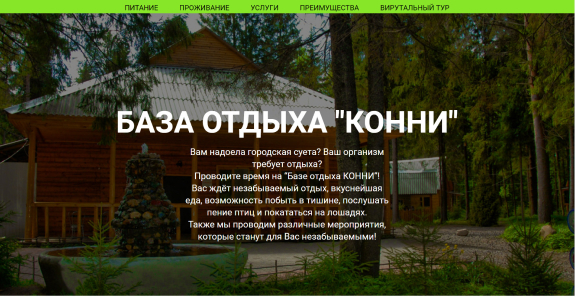 ПИТАНИЕ ПРОЖИВАНИЕ УСЛУГИ ПРЕИМУЩЕСТВА ВИРУТАЛЬНЫЙ ТУР
БАЗА ОТДЫХА "КОННИ"
Вам надоела городская суета? Ваш организм
требует отдыха?
Проводите время на "Базе отдыха КОННИ"!
Вас ждёт незабываемый отдых, вкуснейшая
еда, возможность побыть в тишине, послушать
пение птиц и покататься на лошадях.
Также мы проводим различные мероприятия,
которые станут для Вас незабываемыми!